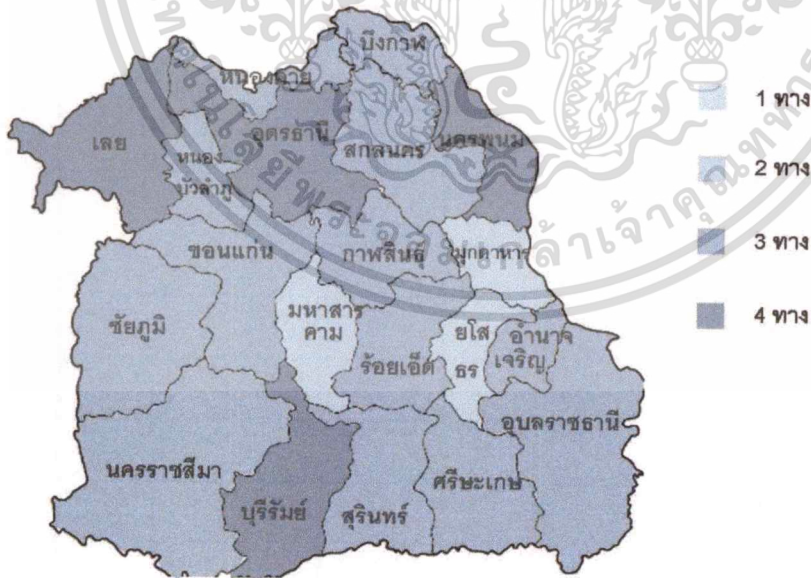 บึงกาฬ
หนองคาย
เลย
อุดรธานี
สกลนคร
นครพนม
หนอง
บัวลำภู
ขอนแก่น
กาฬสินธุ์
มุกดาหาร
ชัยภูมิ
มหาสาร
คาม
ร้อยเอ็ด
ยโส
ธร
อำนาจ
เจริญ
อุบลราชธานี
นครราชสีมา
บุรีรัมย์
สุรินทร์
ศรีษะเกษ
1 ทาง
2 ทาง
3 ทาง
4 ทาง